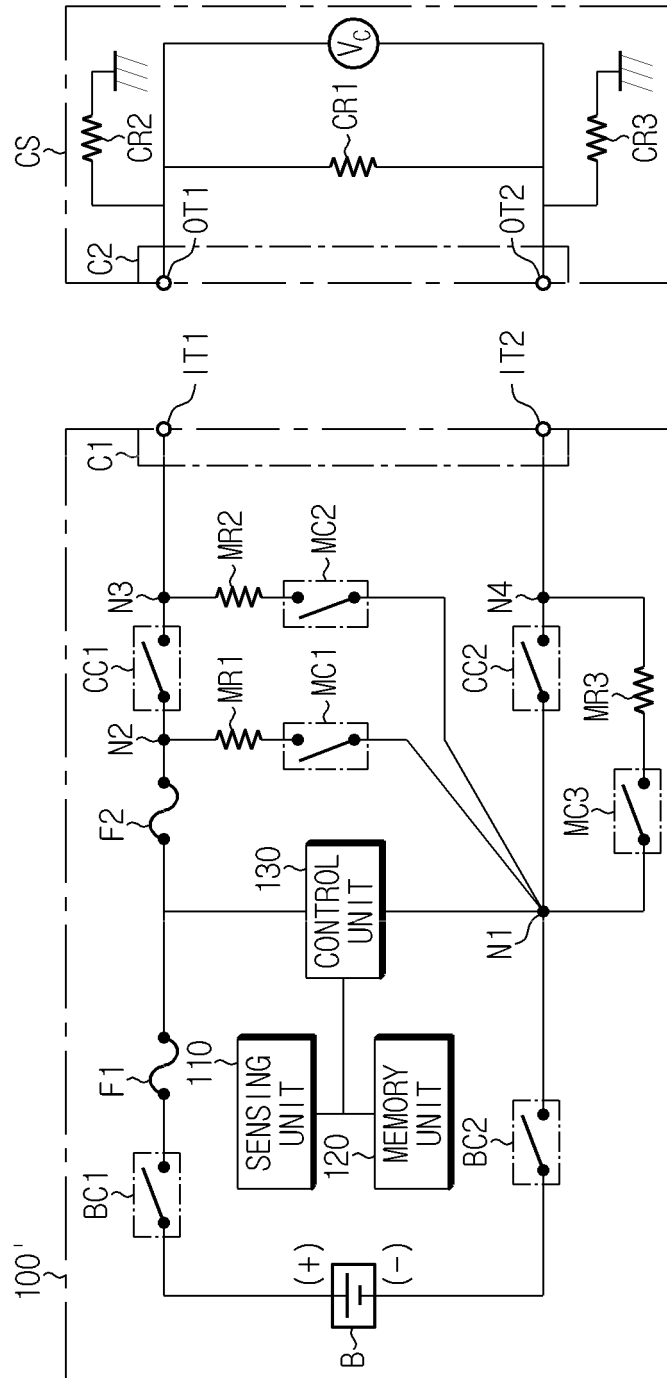 100'
B
(+)
(-)
BC1
F1
SENSING
UNIT
110
MEMORY
UNIT
120
BC2
CONTROL
UNIT
130
N1
F2
N2
CC1
N3
MR1
MR2
MC1
MC2
MC3
MR3
CC2
N4
C1
IT1
IT2
CS
C2
OT1
OT2
CR2
CR1
CR3
Vc